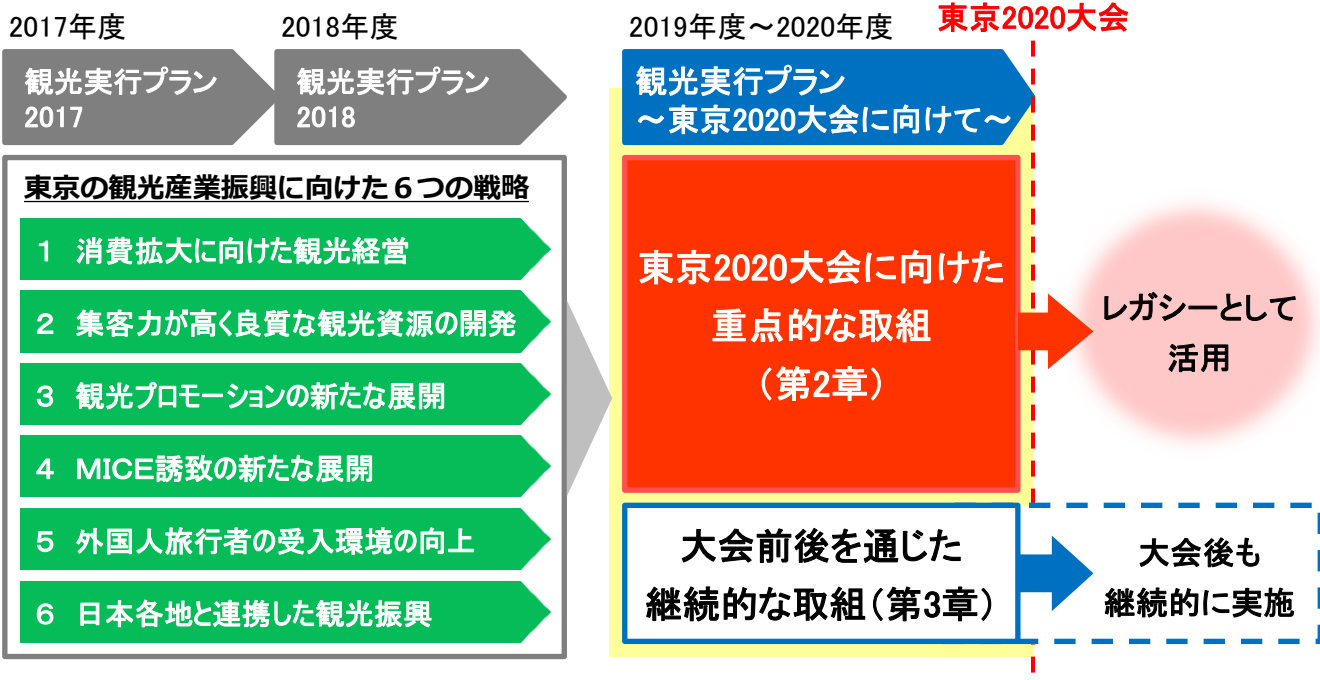 2017年度
2018年度
2019年度～2020年度
東京2020大会
観光実行プラン
2017
観光実行プラン
2018
観光実行プラン
～東京2020大会に向けて～
東京の観光産業振興に向けた６つの戦略
１ 消費拡大に向けた観光経営
２ 集客力が高く良質な観光資源の開発
３ 観光プロモーションの新たな展開
４ ＭＩＣＥ誘致の新たな展開
５ 外国人旅行者の受入環境の向上
６ 日本各地と連携した観光振興
東京2020大会に向けた
重点的な取組
（第2章）
レガシーとして
活用
大会前後を通じた
継続的な取組（第3章）
大会後も
継続的に実施